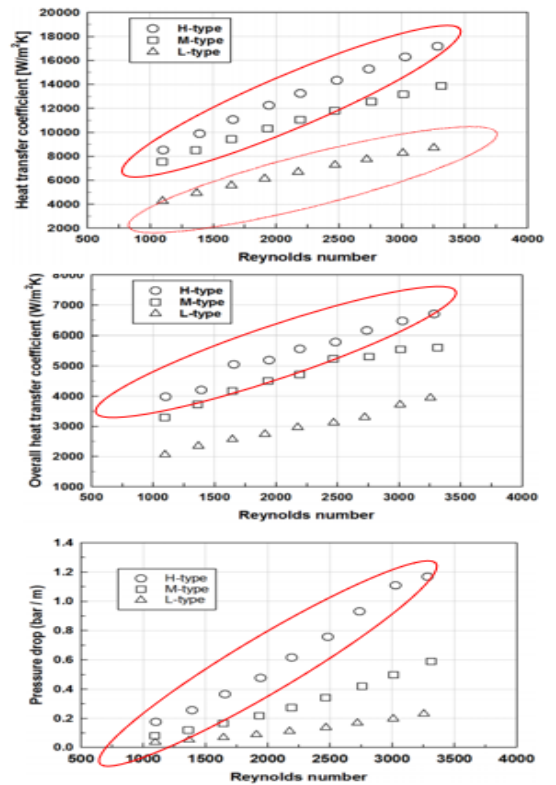 20000
18000
16000
14000
12000
10000
8000
6000
4000
2000
Heat transfer coefficient [W/m²K]
H-type
M-type
L-type
500 1000 1500 2000 2500 3000 3500 4000
Reynolds number
8000
7000
6000
5000
4000
3000
2000
1000
Overall heat transfer coefficient (W/m²K)
H-type
M-type
L-type
500 1000 1500 2000 2500 3000 3500 4000
Reynolds number
1.4
1.2
1.0
0.8
0.6
0.4
0.2
0.0
Pressure drop (bar / m)
H-type
M-type
L-type
500 1000 1500 2000 2500 3000 3500 4000
Reynolds number